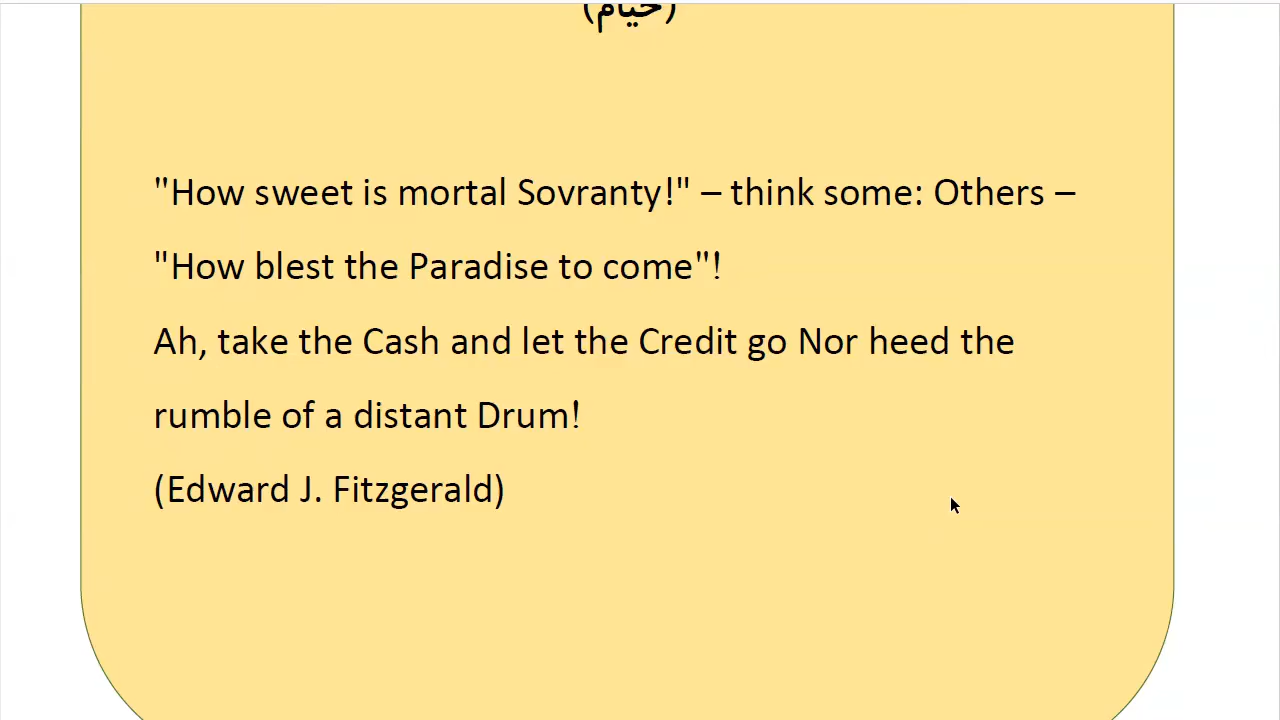 (خیام)
"How sweet is mortal Sovranty!" – think some: Others –
"How blest the Paradise to come"!
Ah, take the Cash and let the Credit go Nor heed the
rumble of a distant Drum!
(Edward J. Fitzgerald)